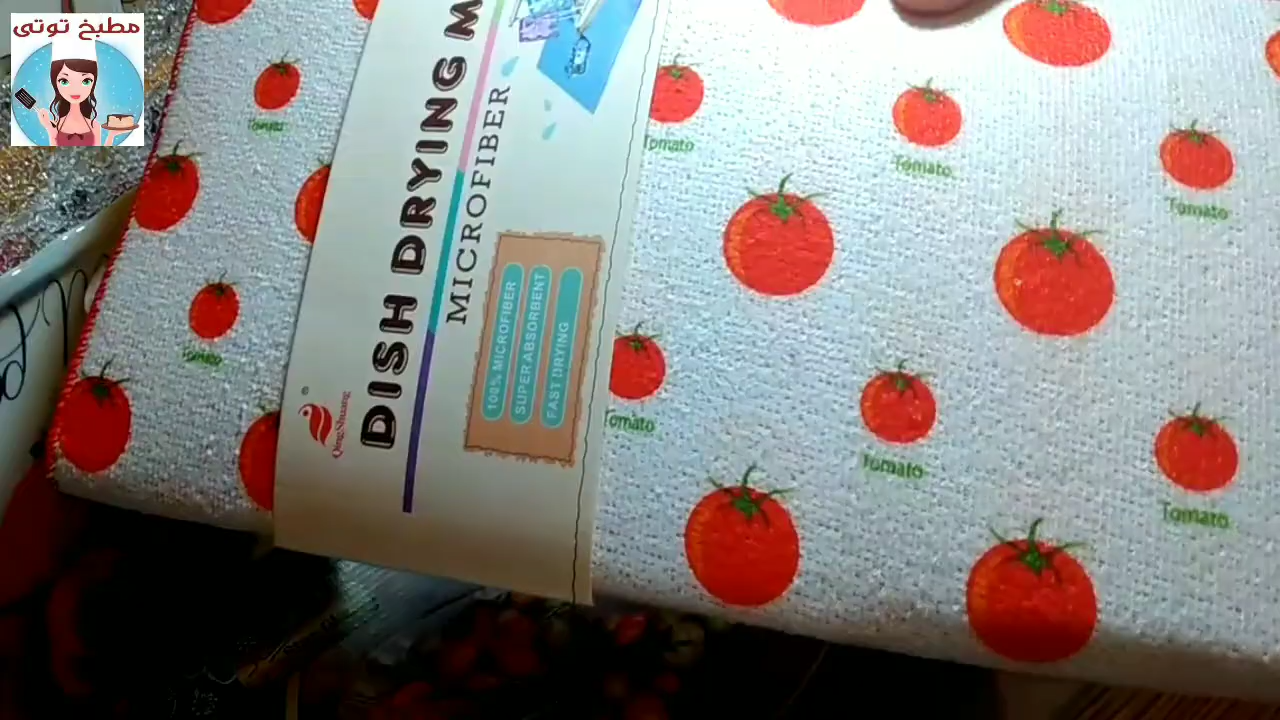 مطبخ توتى
DISH DRYING M
MICROFIBER
100% MICROFIBER
SUPER ABSORBENT
FAST DRYING
®
QingShuang
Tomato
Tomato
Tomato
Tomato
Tomato
Tomato
Tomato
Tomato
Tomato